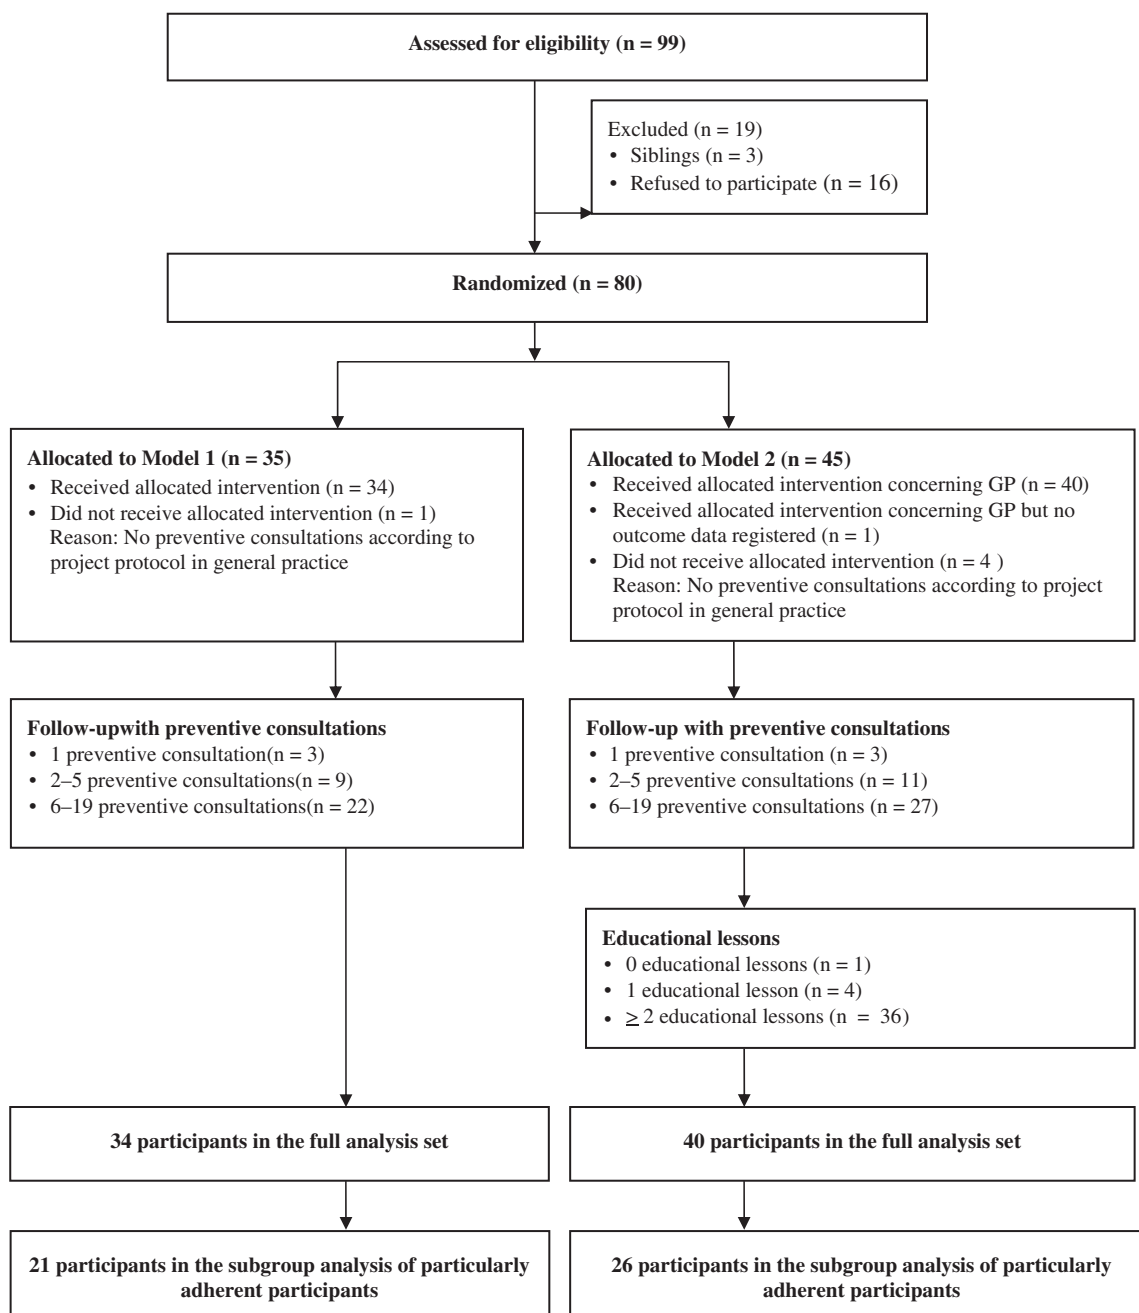 Assessed for eligibility (n = 99)
Excluded (n = 19)
• Siblings (n = 3)
• Refused to participate (n = 16)
Randomized (n = 80)
Allocated to Model 1 (n = 35)
• Received allocated intervention (n = 34)
• Did not receive allocated intervention (n = 1)
Reason: No preventive consultations according to
project protocol in general practice
Allocated to Model 2 (n = 45)
• Received allocated intervention concerning GP (n = 40)
• Received allocated intervention concerning GP but no
outcome data registered (n = 1)
• Did not receive allocated intervention (n = 4 )
Reason: No preventive consultations according to project
protocol in general practice
Follow-upwith preventive consultations
• 1 preventive consultation(n = 3)
• 2–5 preventive consultations(n = 9)
• 6–19 preventive consultations(n = 22)
Follow-up with preventive consultations
• 1 preventive consultation (n = 3)
• 2–5 preventive consultations (n = 11)
• 6–19 preventive consultations (n = 27)
Educational lessons
• 0 educational lessons (n = 1)
• 1 educational lesson (n = 4)
• ≥ 2 educational lessons (n = 36)
34 participants in the full analysis set
40 participants in the full analysis set
21 participants in the subgroup analysis of particularly
adherent participants
26 participants in the subgroup analysis of particularly
adherent participants